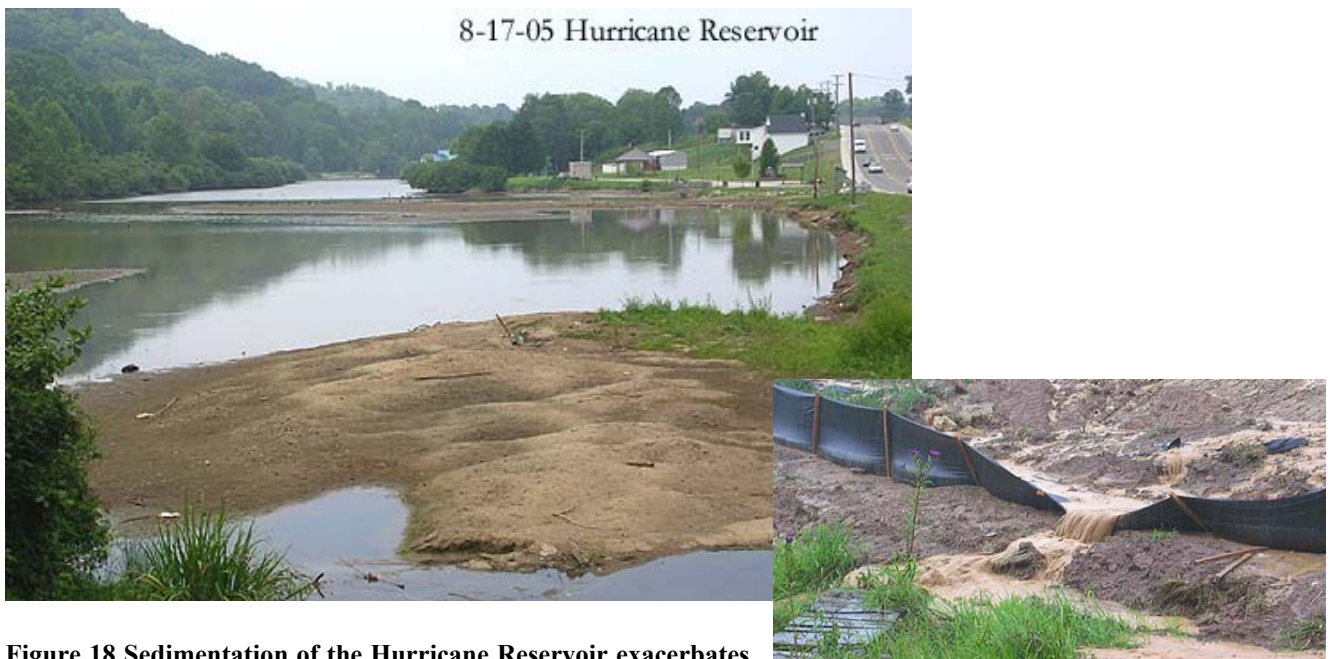 8-17-05 Hurricane Reservoir
Figure 18 Sedimentation of the Hurricane Reservoir exacerbates